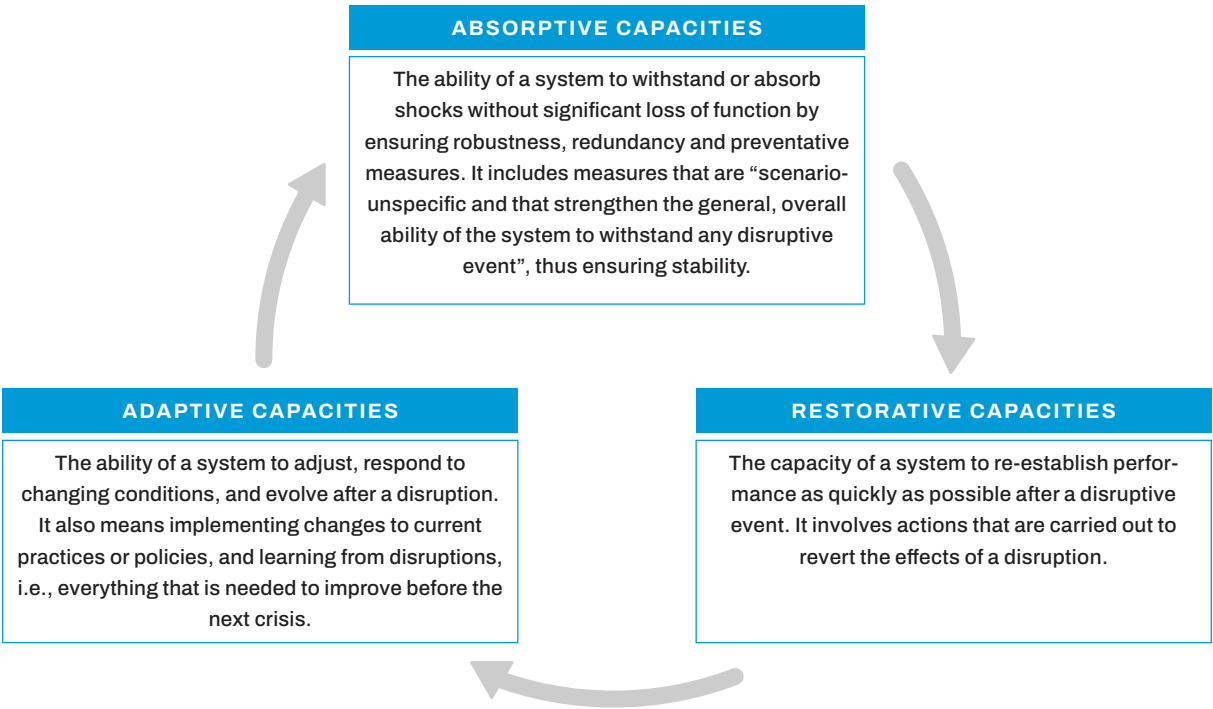 ABSORPTIVE CAPACITIES
The ability of a system to withstand or absorb
shocks without significant loss of function by
ensuring robustness, redundancy and preventative
measures. It includes measures that are “scenario-
unspecific and that strengthen the general, overall
ability of the system to withstand any disruptive
event”, thus ensuring stability.
ADAPTIVE CAPACITIES
The ability of a system to adjust, respond to
changing conditions, and evolve after a disruption.
It also means implementing changes to current
practices or policies, and learning from disruptions,
i.e., everything that is needed to improve before the
next crisis.
RESTORATIVE CAPACITIES
The capacity of a system to re-establish perfor-
mance as quickly as possible after a disruptive
event. It involves actions that are carried out to
revert the effects of a disruption.